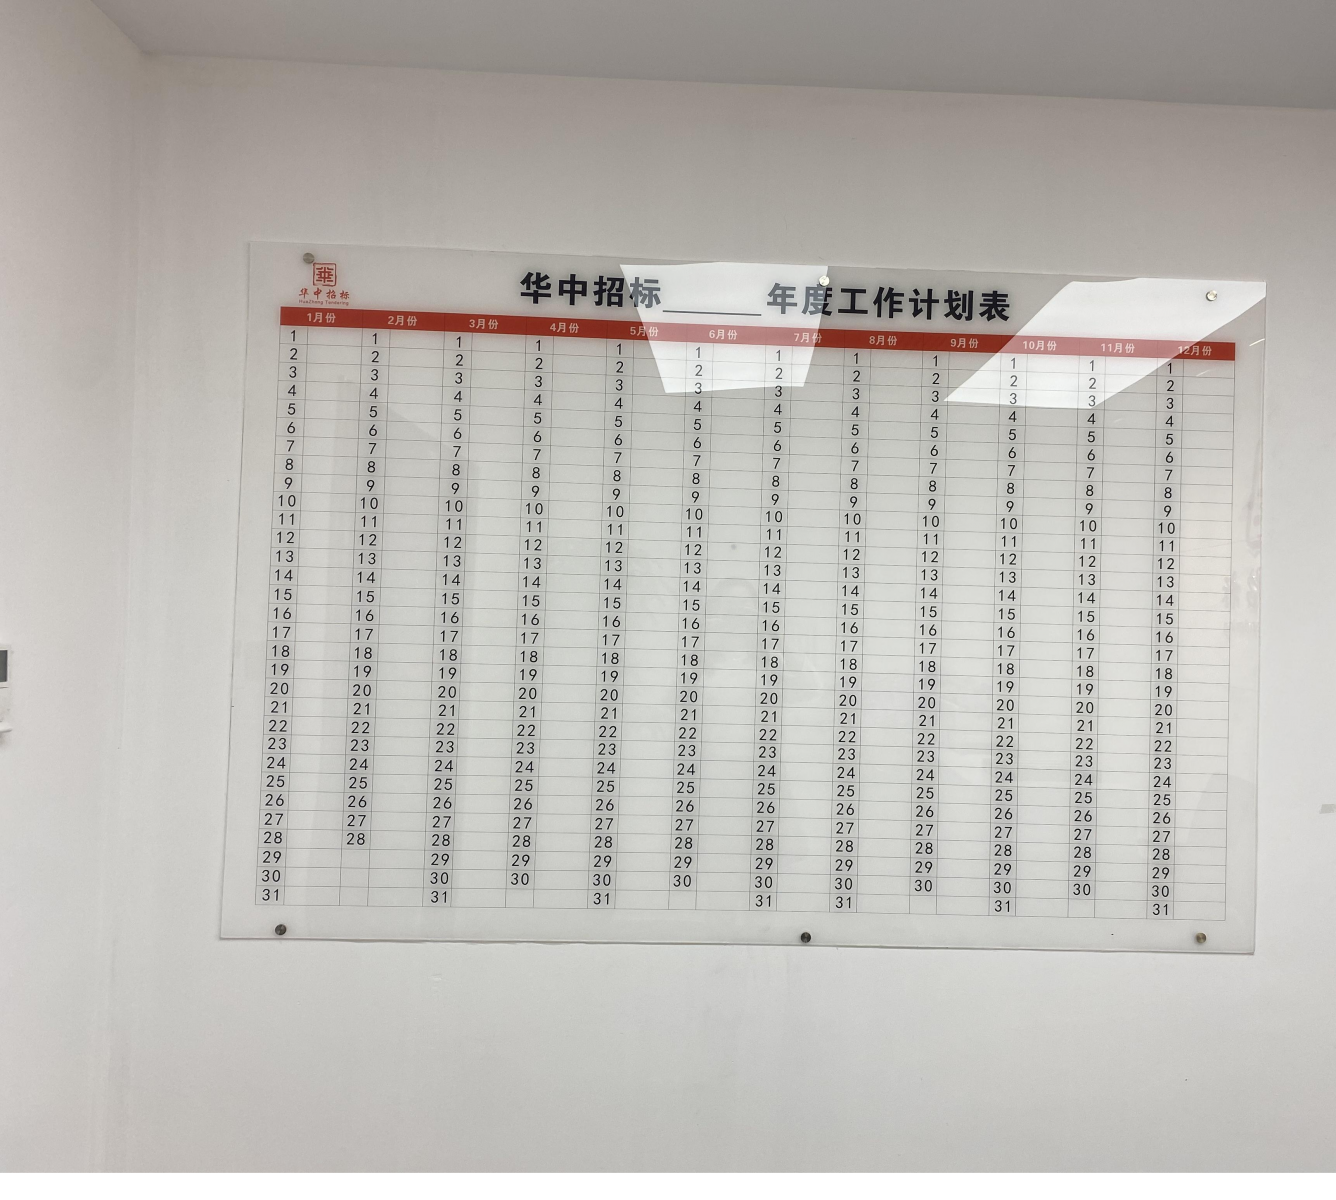 華
华中招标
HuaZhong Tendering
华中招标______年度工作计划表
1月份 2月份 3月份 4月份 5月份 6月份 7月份 8月份 9月份 10月份 11月份 12月份
1 1 1 1 1 1 1 1 1 1 1 1
2 2 2 2 2 2 2 2 2 2 2 2
3 3 3 3 3 3 3 3 3 3 3 3
4 4 4 4 4 4 4 4 4 4 4 4
5 5 5 5 5 5 5 5 5 5 5 5
6 6 6 6 6 6 6 6 6 6 6 6
7 7 7 7 7 7 7 7 7 7 7 7
8 8 8 8 8 8 8 8 8 8 8 8
9 9 9 9 9 9 9 9 9 9 9 9
10 10 10 10 10 10 10 10 10 10 10 10
11 11 11 11 11 11 11 11 11 11 11 11
12 12 12 12 12 12 12 12 12 12 12 12
13 13 13 13 13 13 13 13 13 13 13 13
14 14 14 14 14 14 14 14 14 14 14 14
15 15 15 15 15 15 15 15 15 15 15 15
16 16 16 16 16 16 16 16 16 16 16 16
17 17 17 17 17 17 17 17 17 17 17 17
18 18 18 18 18 18 18 18 18 18 18 18
19 19 19 19 19 19 19 19 19 19 19 19
20 20 20 20 20 20 20 20 20 20 20 20
21 21 21 21 21 21 21 21 21 21 21 21
22 22 22 22 22 22 22 22 22 22 22 22
23 23 23 23 23 23 23 23 23 23 23 23
24 24 24 24 24 24 24 24 24 24 24 24
25 25 25 25 25 25 25 25 25 25 25 25
26 26 26 26 26 26 26 26 26 26 26 26
27 27 27 27 27 27 27 27 27 27 27 27
28 28 28 28 28 28 28 28 28 28 28 28
29 29 29 29 29 29 29 29 29 29 29
30 30 30 30 30 30 30 30 30 30 30
31 31 31 31 31 31 31